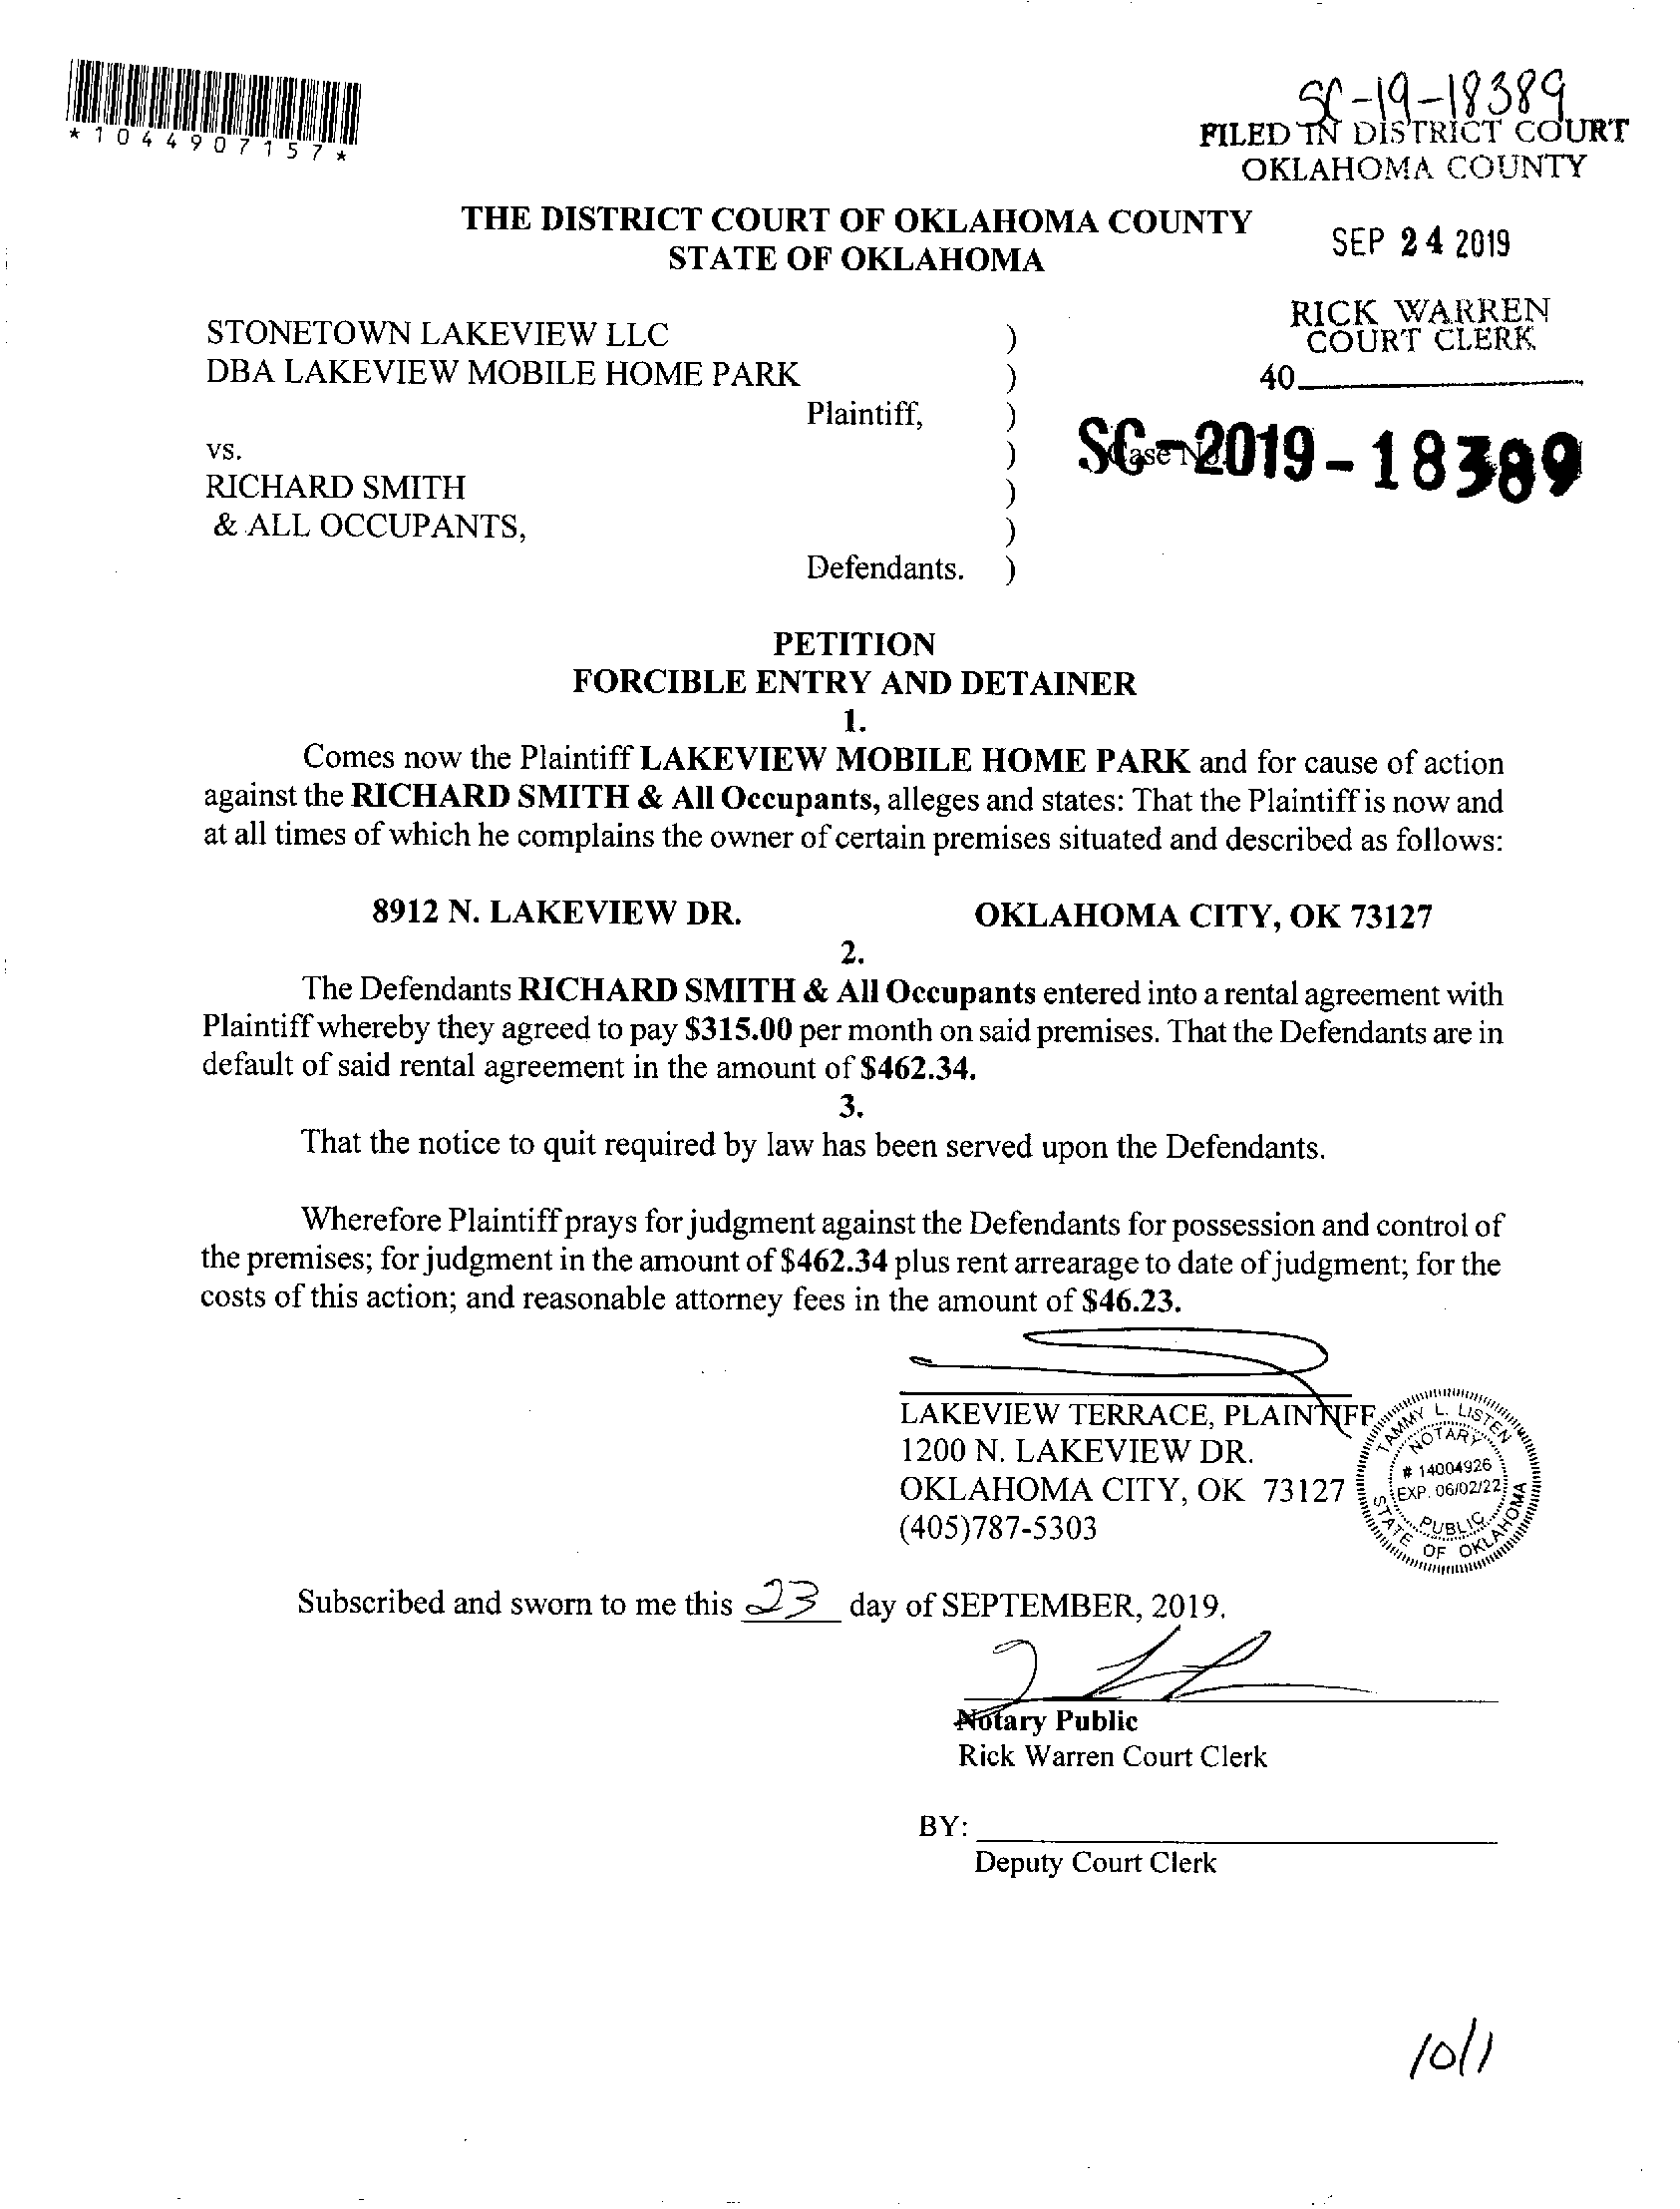 *1044907157*
SC-19-18389
FILED IN DISTRICT COURT
OKLAHOMA COUNTY
THE DISTRICT COURT OF OKLAHOMA COUNTY
STATE OF OKLAHOMA
SEP 24 2019
RICK WARREN
COURT CLERK
40
STONETOWN LAKEVIEW LLC )
DBA LAKEVIEW MOBILE HOME PARK )
Plaintiff, )
vs. )
RICHARD SMITH )
& ALL OCCUPANTS, )
Defendants. )
Case No.
SC-2019-18389
PETITION
FORCIBLE ENTRY AND DETAINER
1.
Comes now the Plaintiff LAKEVIEW MOBILE HOME PARK and for cause of action
against the RICHARD SMITH & All Occupants, alleges and states: That the Plaintiff is now and
at all times of which he complains the owner of certain premises situated and described as follows:
8912 N. LAKEVIEW DR. OKLAHOMA CITY, OK 73127
2.
The Defendants RICHARD SMITH & All Occupants entered into a rental agreement with
Plaintiff whereby they agreed to pay $315.00 per month on said premises. That the Defendants are in
default of said rental agreement in the amount of $462.34.
3.
That the notice to quit required by law has been served upon the Defendants.
Wherefore Plaintiff prays for judgment against the Defendants for possession and control of
the premises; for judgment in the amount of $462.34 plus rent arrearage to date of judgment; for the
costs of this action; and reasonable attorney fees in the amount of $46.23.
LAKEVIEW TERRACE, PLAINTIFF
1200 N. LAKEVIEW DR.
OKLAHOMA CITY, OK 73127
(405)787-5303
TAMMY L. LISTEN
NOTARY
# 14004926
EXP. 06/02/22
PUBLIC
STATE OF OKLAHOMA
Subscribed and sworn to me this 23 day of SEPTEMBER, 2019.
Notary Public
Rick Warren Court Clerk
BY:
Deputy Court Clerk
10/1